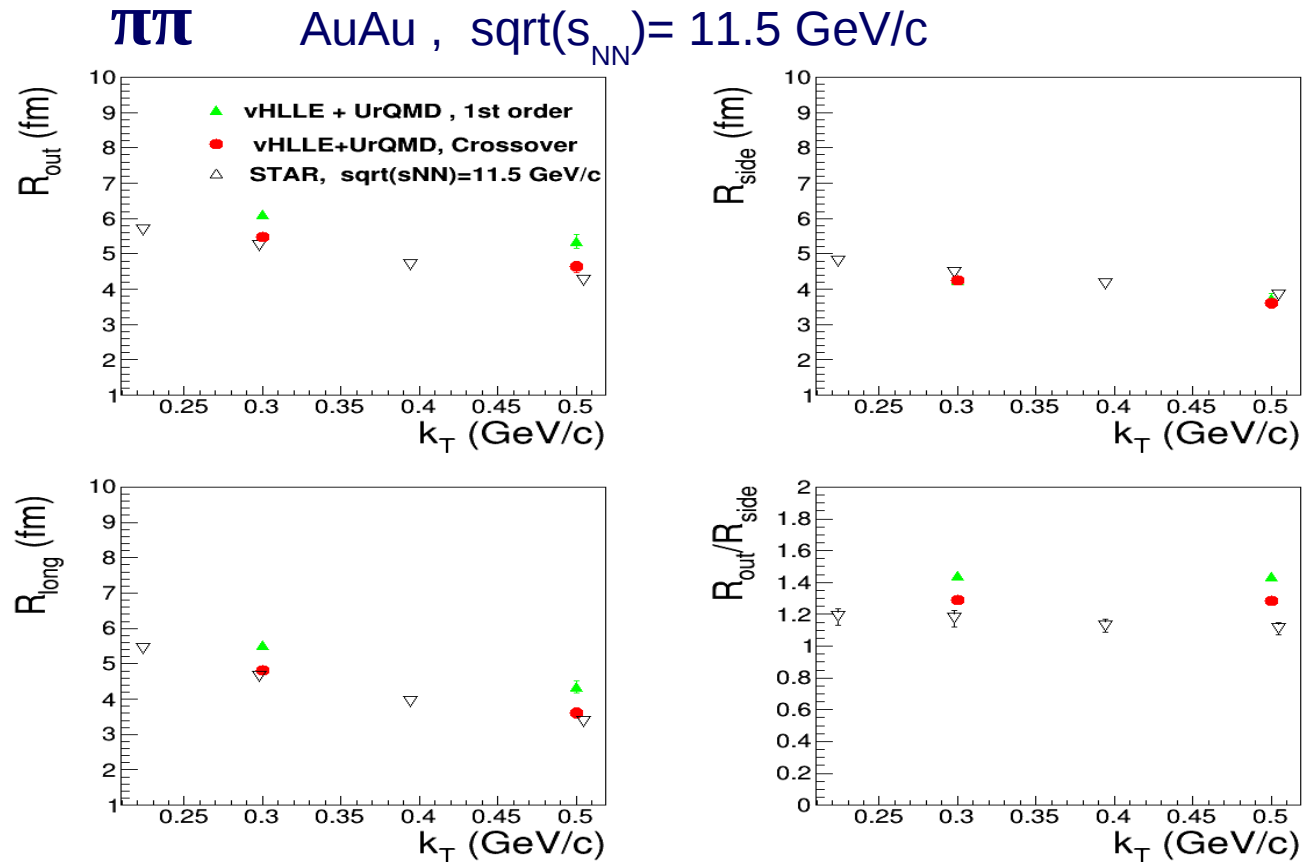 ππ AuAu , sqrt(sNN)= 11.5 GeV/c
Rout (fm)
10
9
8
7
6
5
4
3
2
1
vHLLE + UrQMD , 1st order
vHLLE+UrQMD, Crossover
STAR, sqrt(sNN)=11.5 GeV/c
0.25 0.3 0.35 0.4 0.45 0.5
kT (GeV/c)
Rside (fm)
10
9
8
7
6
5
4
3
2
1
0.25 0.3 0.35 0.4 0.45 0.5
kT (GeV/c)
Rlong (fm)
10
9
8
7
6
5
4
3
2
1
0.25 0.3 0.35 0.4 0.45 0.5
kT (GeV/c)
Rout/Rside
2
1.8
1.6
1.4
1.2
1
0.8
0.6
0.4
0.2
0
0.25 0.3 0.35 0.4 0.45 0.5
kT (GeV/c)